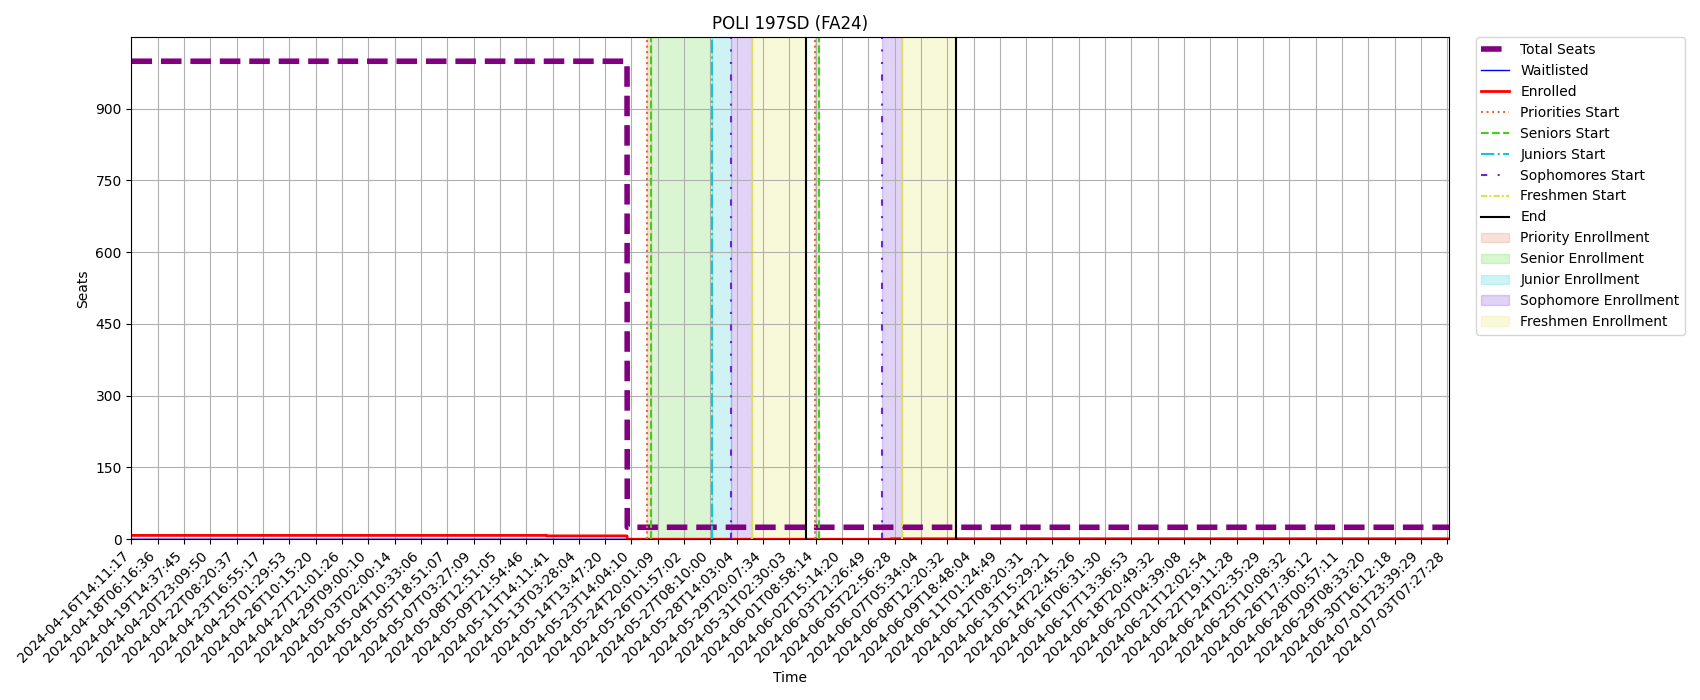 POLI 197SD (FA24)
Total Seats
Waitlisted
Enrolled
Priorities Start
Seniors Start
Juniors Start
Sophomores Start
Freshmen Start
End
Priority Enrollment
Senior Enrollment
Junior Enrollment
Sophomore Enrollment
Freshmen Enrollment
Seats
900
750
600
450
300
150
0
2024-04-16T14:11:17
2024-04-18T06:16:36
2024-04-19T14:37:45
2024-04-20T23:09:50
2024-04-22T08:20:37
2024-04-23T16:55:17
2024-04-25T01:29:53
2024-04-26T10:15:20
2024-04-27T21:01:26
2024-04-29T09:00:10
2024-05-03T02:00:14
2024-05-04T10:33:06
2024-05-05T18:51:07
2024-05-07T03:27:09
2024-05-08T12:51:05
2024-05-09T21:54:46
2024-05-11T14:11:41
2024-05-13T03:28:04
2024-05-14T13:47:20
2024-05-23T14:04:10
2024-05-24T20:01:09
2024-05-26T01:57:02
2024-05-27T08:10:00
2024-05-28T14:03:04
2024-05-29T20:07:34
2024-05-31T02:30:03
2024-06-01T08:58:14
2024-06-02T15:14:20
2024-06-03T21:26:49
2024-06-05T22:56:28
2024-06-07T05:34:04
2024-06-08T12:20:32
2024-06-09T18:48:04
2024-06-11T01:24:49
2024-06-12T08:20:31
2024-06-13T15:29:21
2024-06-14T22:45:26
2024-06-16T06:31:30
2024-06-17T13:36:53
2024-06-18T20:49:32
2024-06-20T04:39:08
2024-06-21T12:02:54
2024-06-22T19:11:28
2024-06-24T02:35:29
2024-06-25T10:08:32
2024-06-26T17:36:12
2024-06-28T00:57:11
2024-06-29T08:33:20
2024-06-30T16:12:18
2024-07-01T23:39:29
2024-07-03T07:27:28
Time